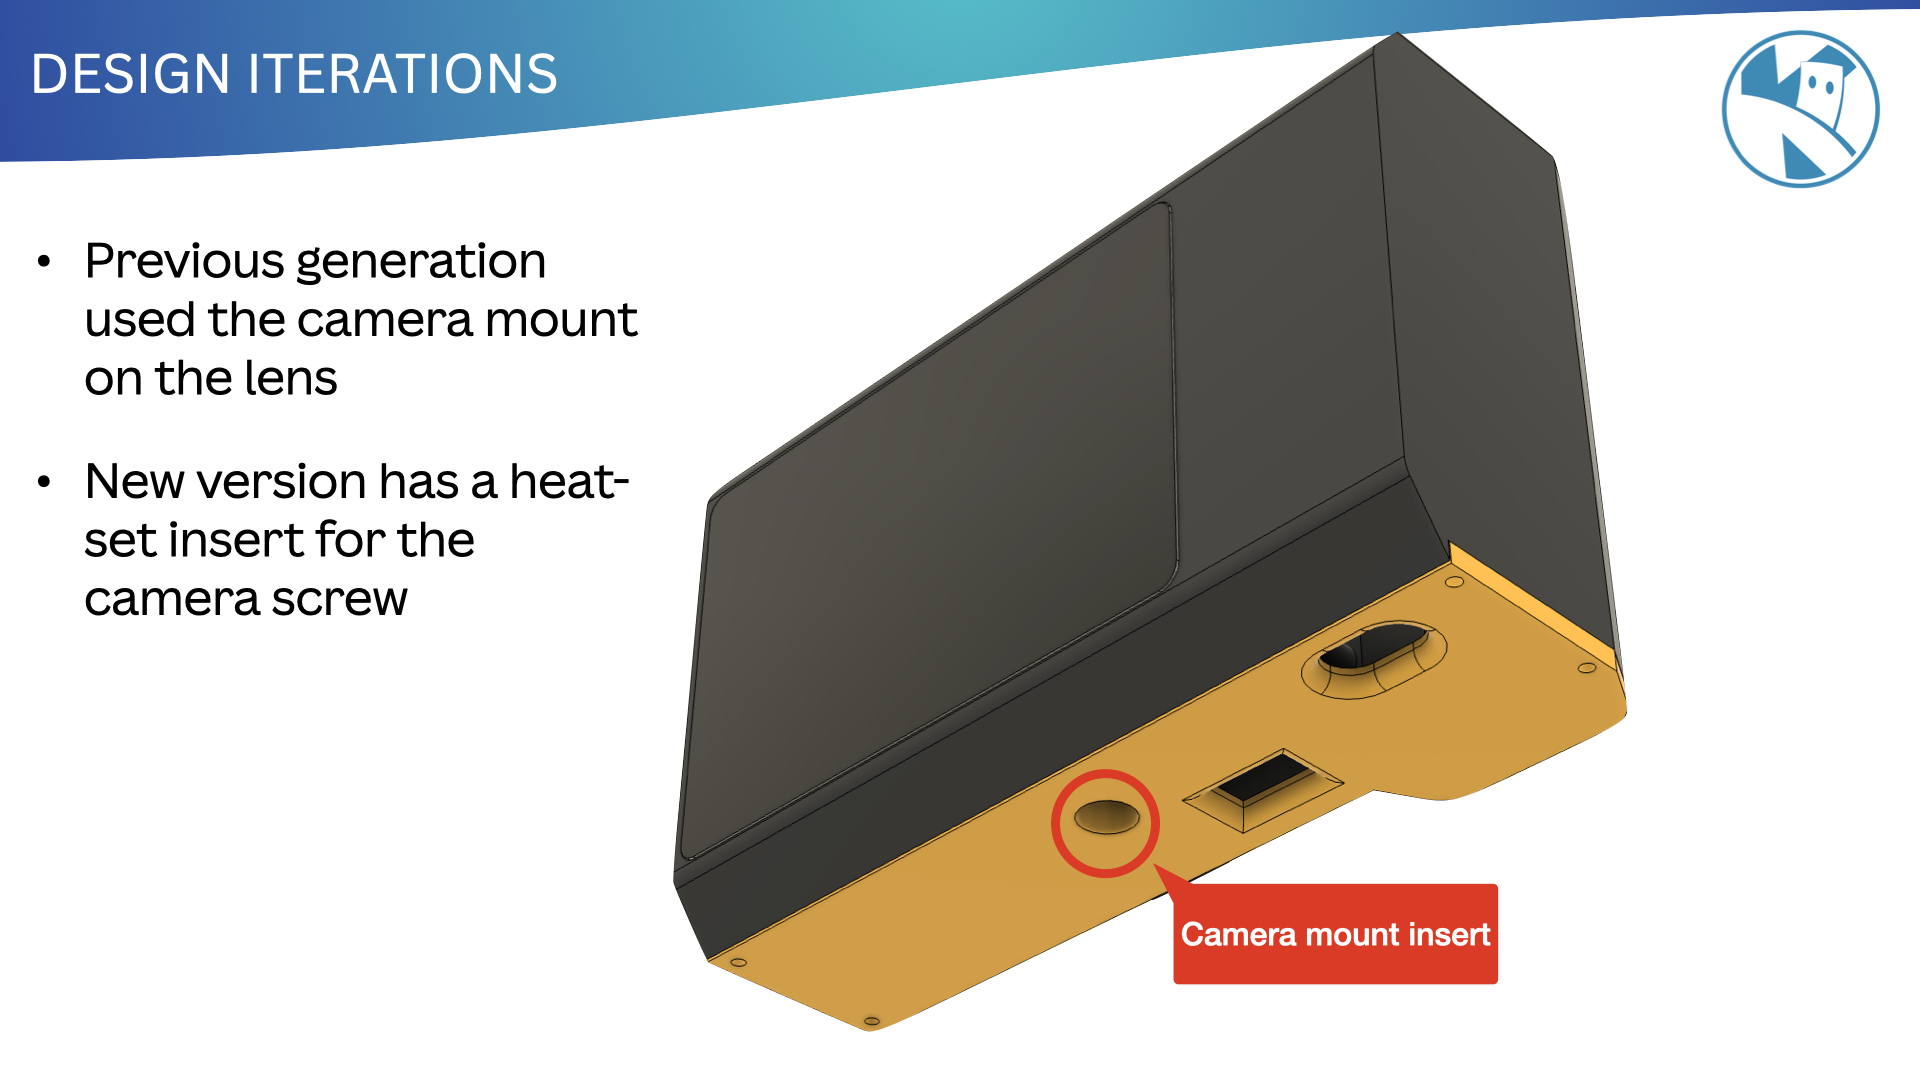 DESIGN ITERATIONS
• Previous generation
used the camera mount
on the lens
• New version has a heat-
set insert for the
camera screw
Camera mount insert